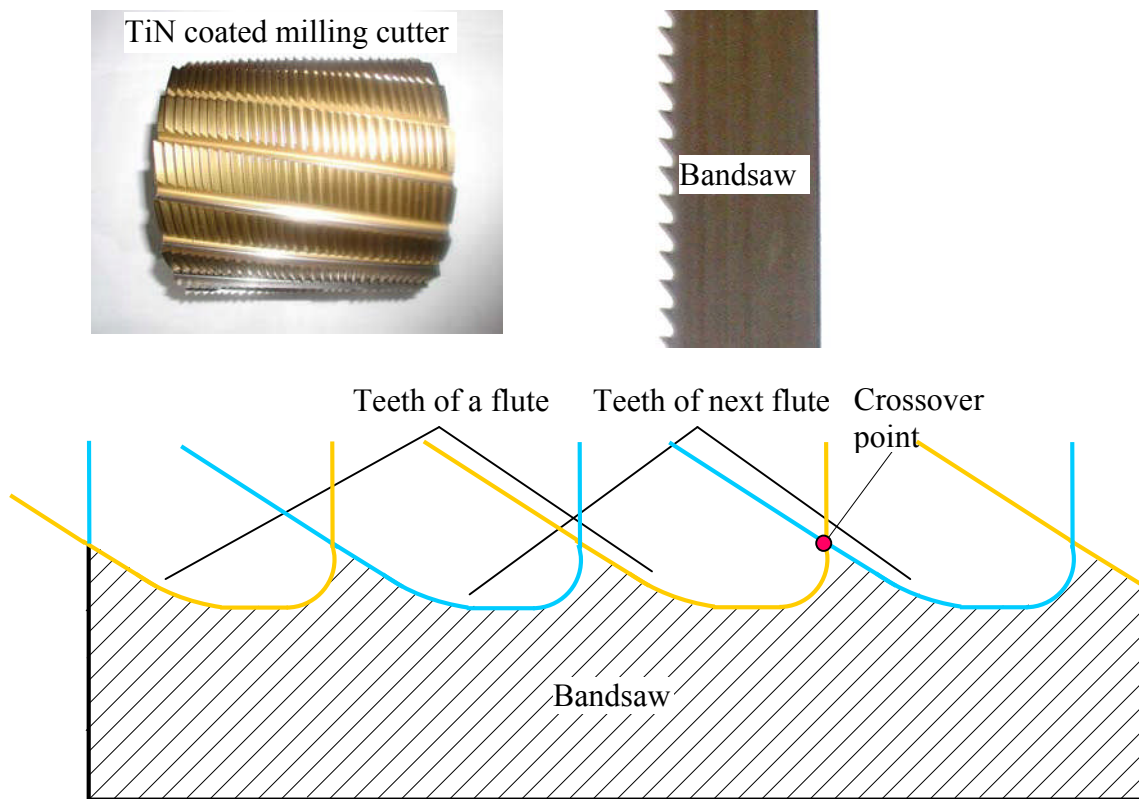 TiN coated milling cutter
Bandsaw
Teeth of a flute
Teeth of next flute
Crossover
point
Bandsaw